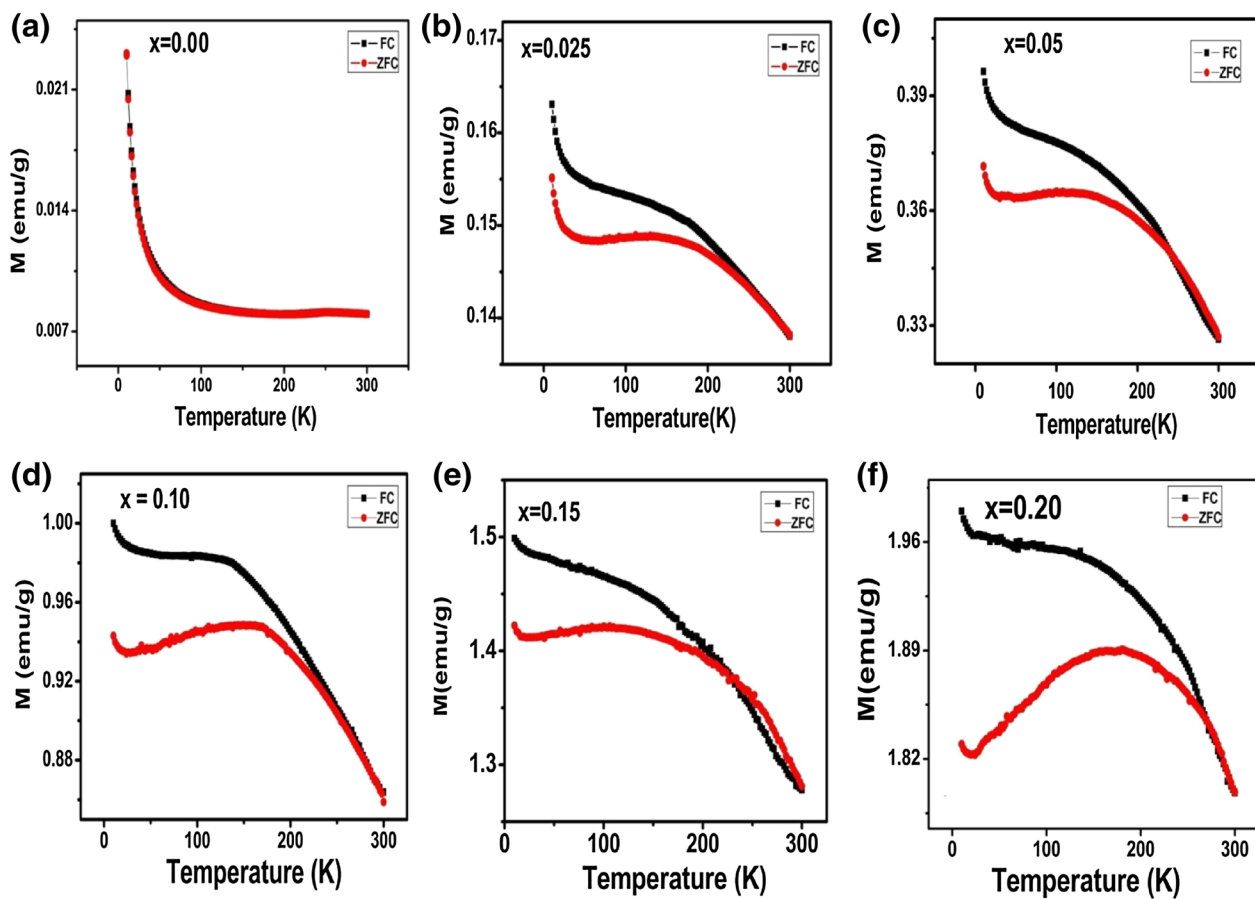 (a)
x=0.00
FC
ZFC
0.021
0.014
0.007
M (emu/g)
0
100
200
300
Temperature (K)
(b)
x=0.025
FC
ZFC
0.17
0.16
0.15
0.14
M (emu/g)
0
100
200
300
Temperature(K)
(c)
x=0.05
FC
ZFC
0.39
0.36
0.33
M (emu/g)
0
100
200
300
Temperature(K)
(d)
x = 0.10
FC
ZFC
1.00
0.96
0.92
0.88
M (emu/g)
0
100
200
300
Temperature (K)
(e)
x=0.15
FC
ZFC
1.5
1.4
1.3
M(emu/g)
0
100
200
300
Temperature (K)
(f)
x=0.20
FC
ZFC
1.96
1.89
1.82
M(emu/g)
0
100
200
300
Temperature (K)